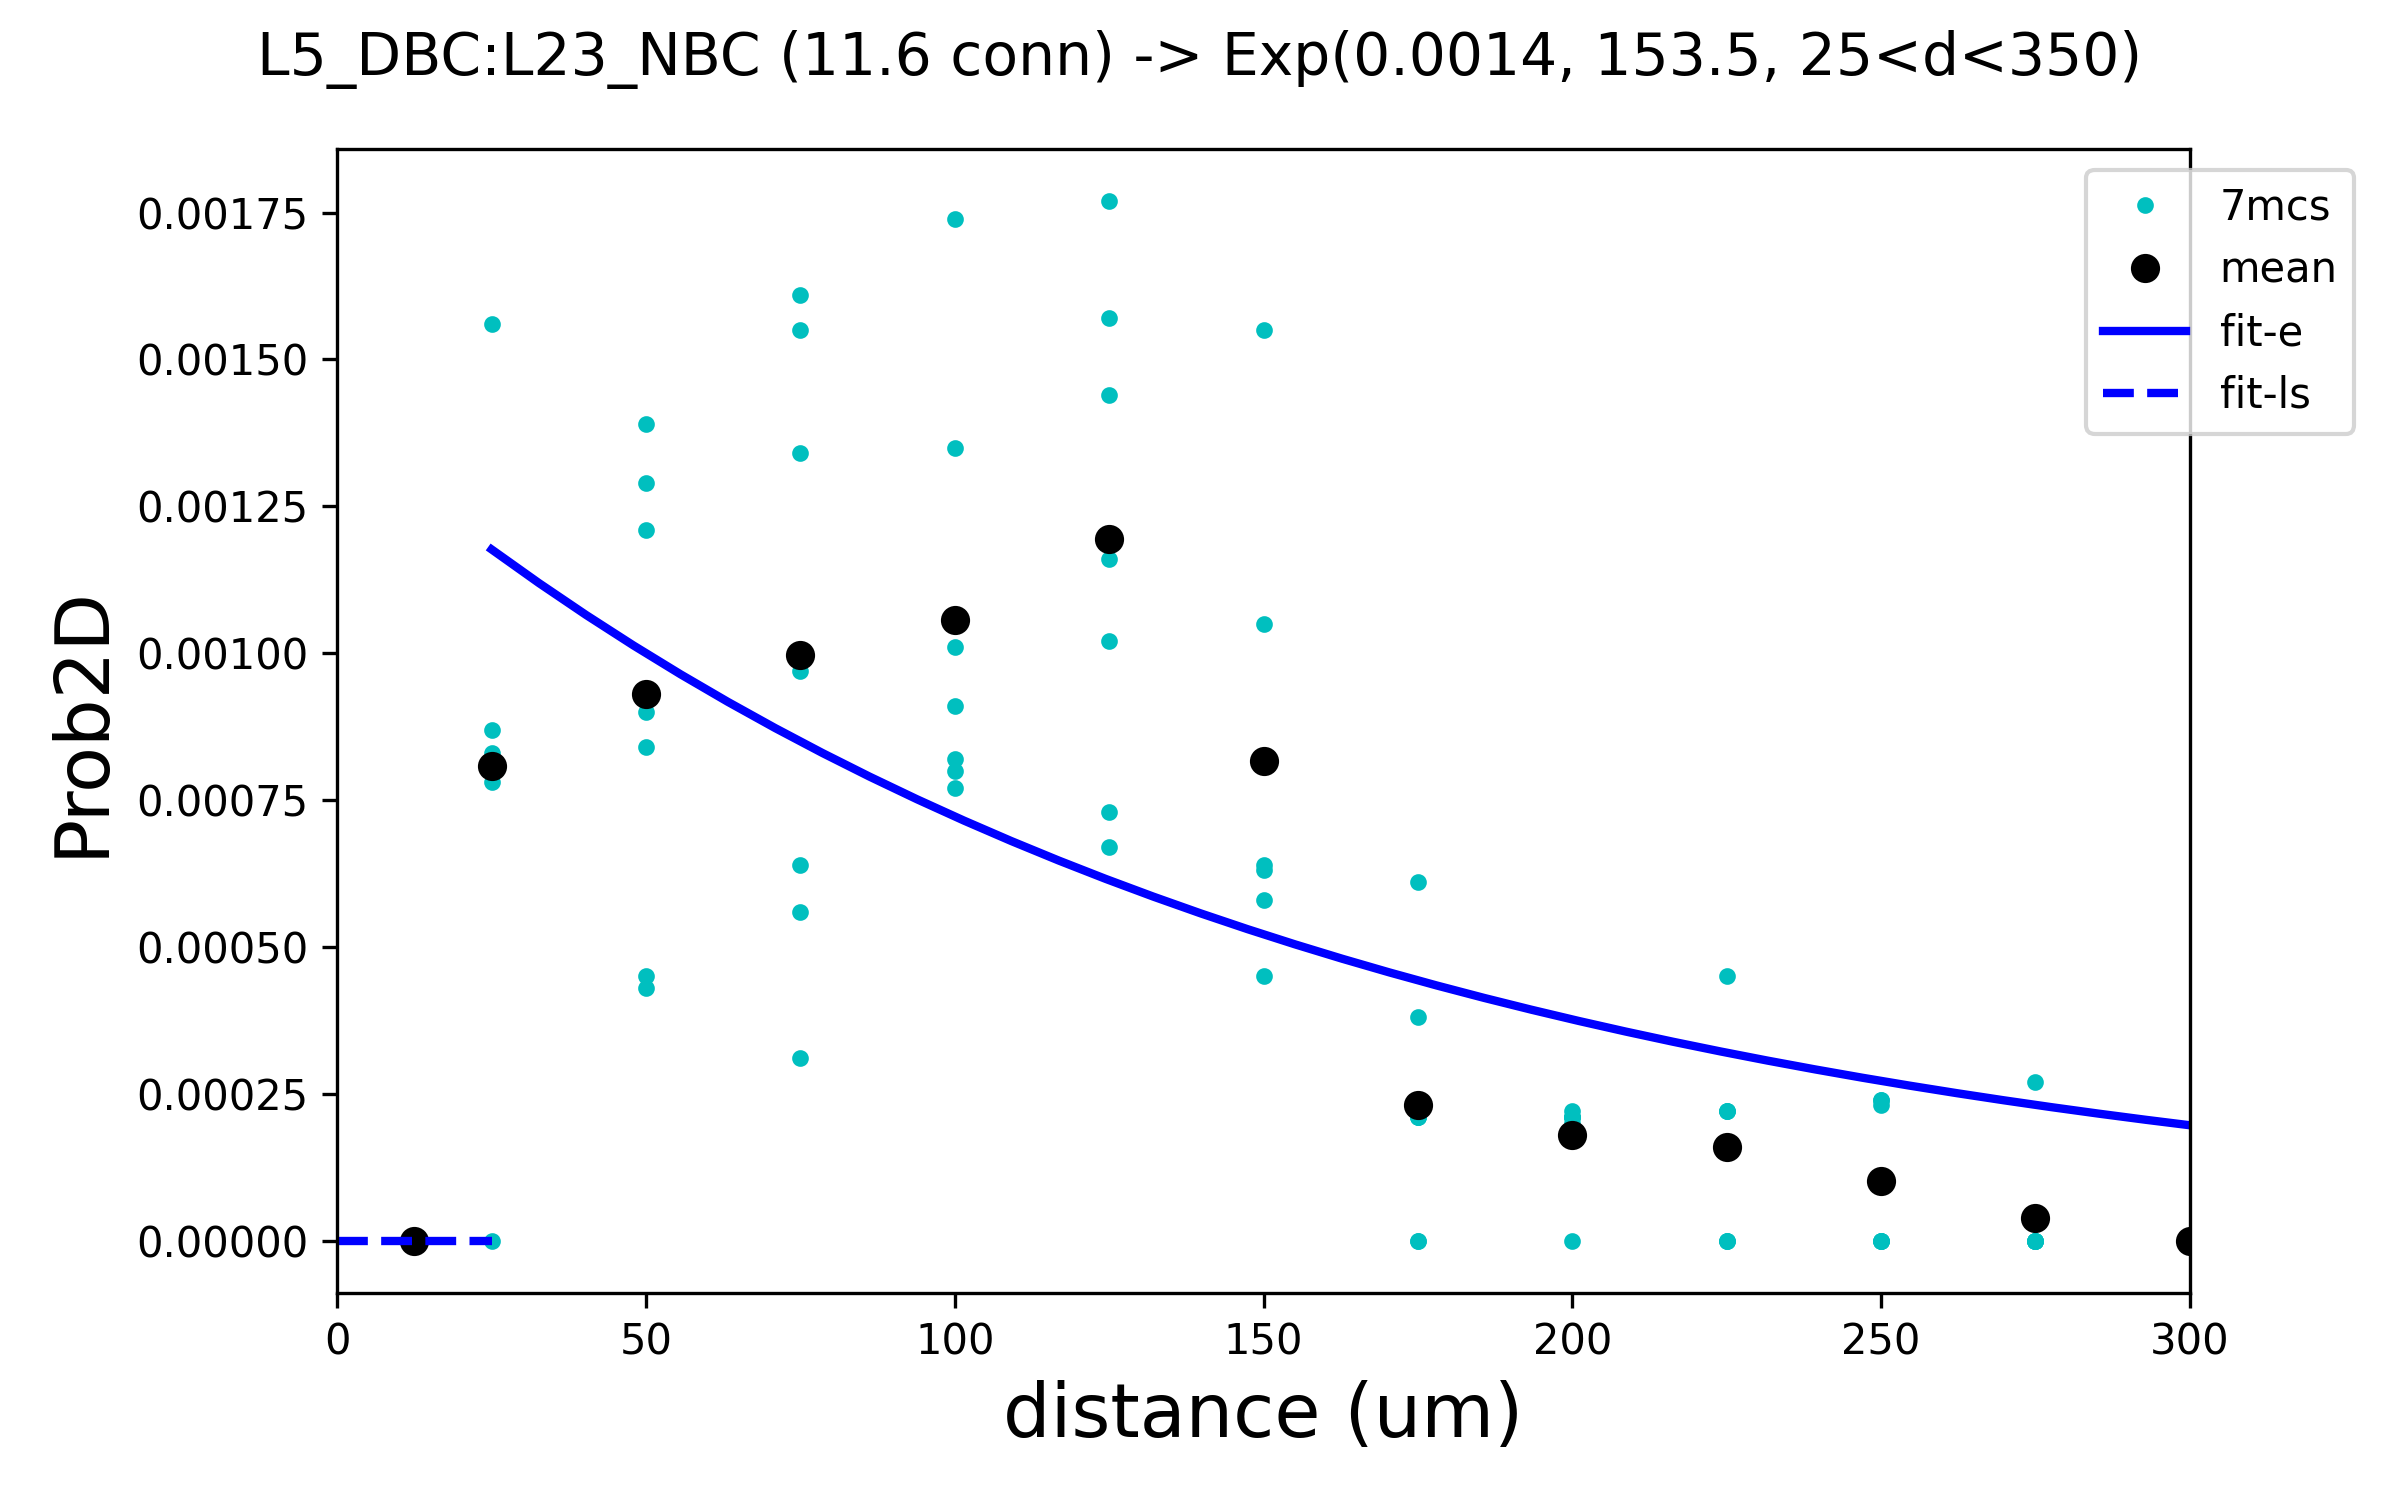 L5_DBC:L23_NBC (11.6 conn) -> Exp(0.0014, 153.5, 25<d<350)
7mcs
mean
fit-e
fit-ls
Prob2D
0.00175
0.00150
0.00125
0.00100
0.00075
0.00050
0.00025
0.00000
0 50 100 150 200 250 300
distance (um)